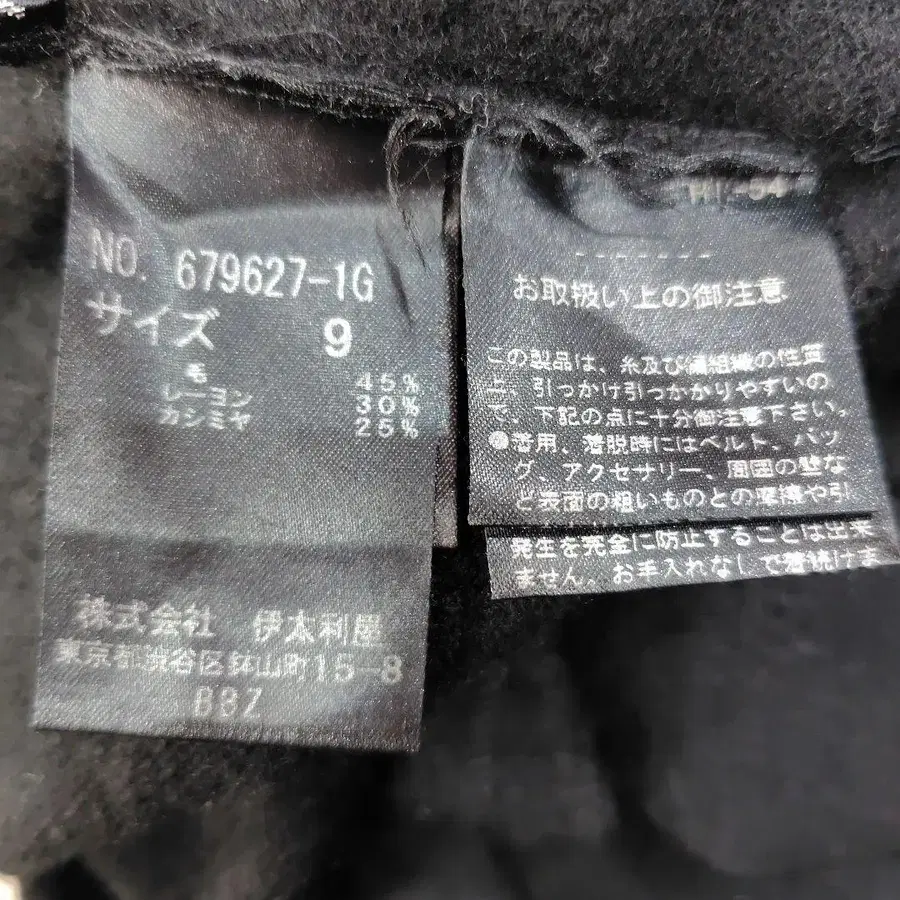 NO. 679627-1G
サイズ 9
毛 45%
レーヨン 30%
カシミヤ 25%
株式会社 伊太利屋
東京都渋谷区鉢山町15-8
BBZ
お取扱い上の御注意
この製品は、糸及び編組織の性質
上、引っかけ引っかかりやすいの
で、下記の点に十分御注意下さい。
●着用、着脱時にはベルト、バッ
グ、アクセサリー、周囲の壁な
ど表面の粗いものとの摩擦や引
発生を完全に防止することは出来
ません。お手入れなしで着続けま